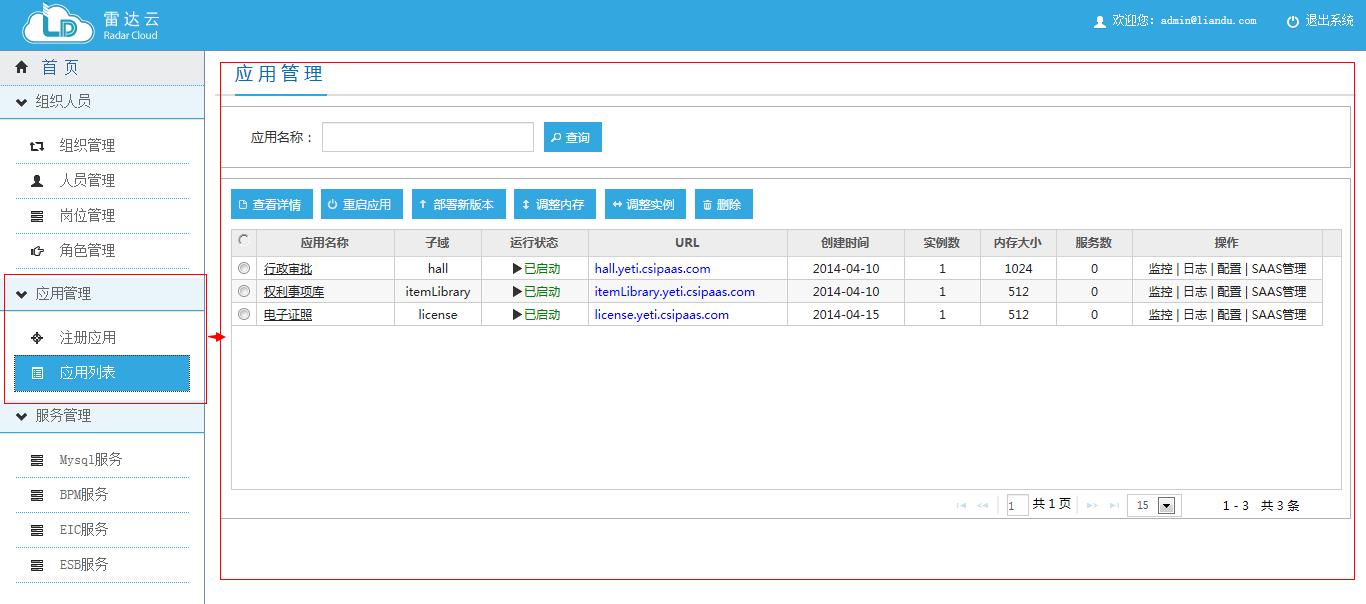 LD 雷达云
Radar Cloud
欢迎您: admin@liandu.com 退出系统
首 页
组织人员
组织管理
人员管理
岗位管理
角色管理
应用管理
注册应用
应用列表
服务管理
Mysql服务
BPM服务
EIC服务
ESB服务
应用管理
应用名称： 查询
查看详情 重启应用 部署新版本 调整内存 调整实例 删除
应用名称 子域 运行状态 URL 创建时间 实例数 内存大小 服务数 操作
行政审批 hall 已启动 hall.yeti.csipaas.com 2014-04-10 1 1024 0 监控 | 日志 | 配置 | SAAS管理
权利事项库 itemLibrary 已启动 itemLibrary.yeti.csipaas.com 2014-04-10 1 512 0 监控 | 日志 | 配置 | SAAS管理
电子证照 license 已启动 license.yeti.csipaas.com 2014-04-15 1 512 0 监控 | 日志 | 配置 | SAAS管理
1 共 1 页 15 1 - 3 共 3 条